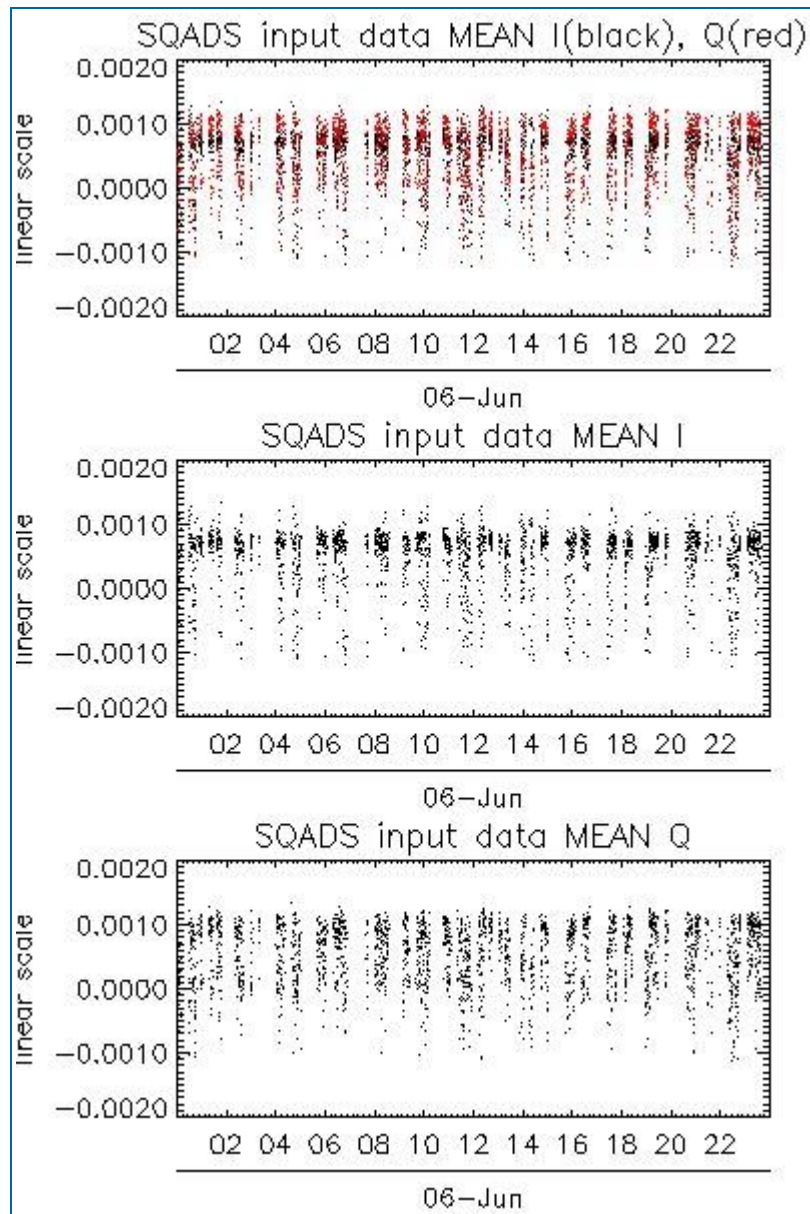 SQADS input data MEAN I(black), Q(red)
linear scale
0.0020
0.0010
0.0000
−0.0010
−0.0020
02 04 06 08 10 12 14 16 18 20 22
06−Jun
SQADS input data MEAN I
linear scale
0.0020
0.0010
0.0000
−0.0010
−0.0020
02 04 06 08 10 12 14 16 18 20 22
06−Jun
SQADS input data MEAN Q
linear scale
0.0020
0.0010
0.0000
−0.0010
−0.0020
02 04 06 08 10 12 14 16 18 20 22
06−Jun